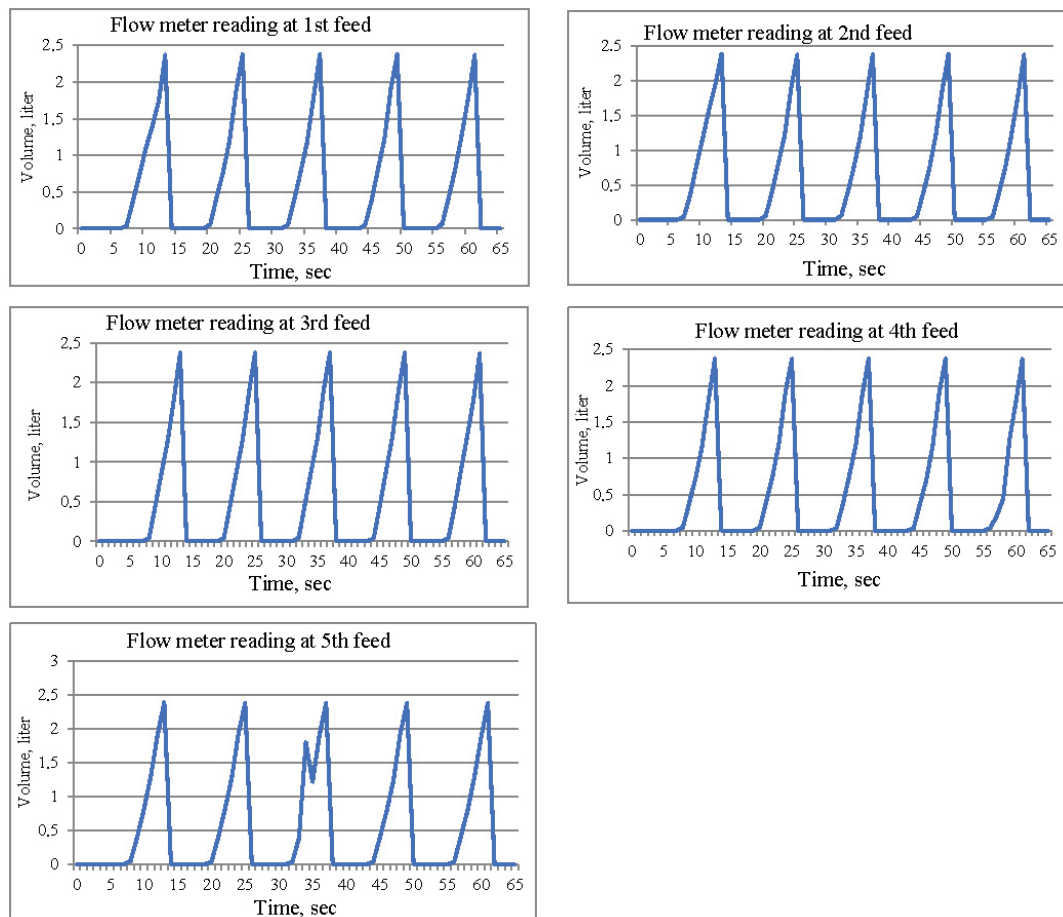 Flow meter reading at 1st feed
Volume, liter
2,5
2
1,5
1
0,5
0
0 5 10 15 20 25 30 35 40 45 50 55 60 65
Time, sec
Flow meter reading at 2nd feed
Volume, liter
2,5
2
1,5
1
0,5
0
0 5 10 15 20 25 30 35 40 45 50 55 60 65
Time, sec
Flow meter reading at 3rd feed
Volume, liter
2,5
2
1,5
1
0,5
0
0 5 10 15 20 25 30 35 40 45 50 55 60 65
Time, sec
Flow meter reading at 4th feed
Volume, liter
2,5
2
1,5
1
0,5
0
0 5 10 15 20 25 30 35 40 45 50 55 60 65
Time, sec
Flow meter reading at 5th feed
Volume, liter
3
2,5
2
1,5
1
0,5
0
0 5 10 15 20 25 30 35 40 45 50 55 60 65
Time, sec